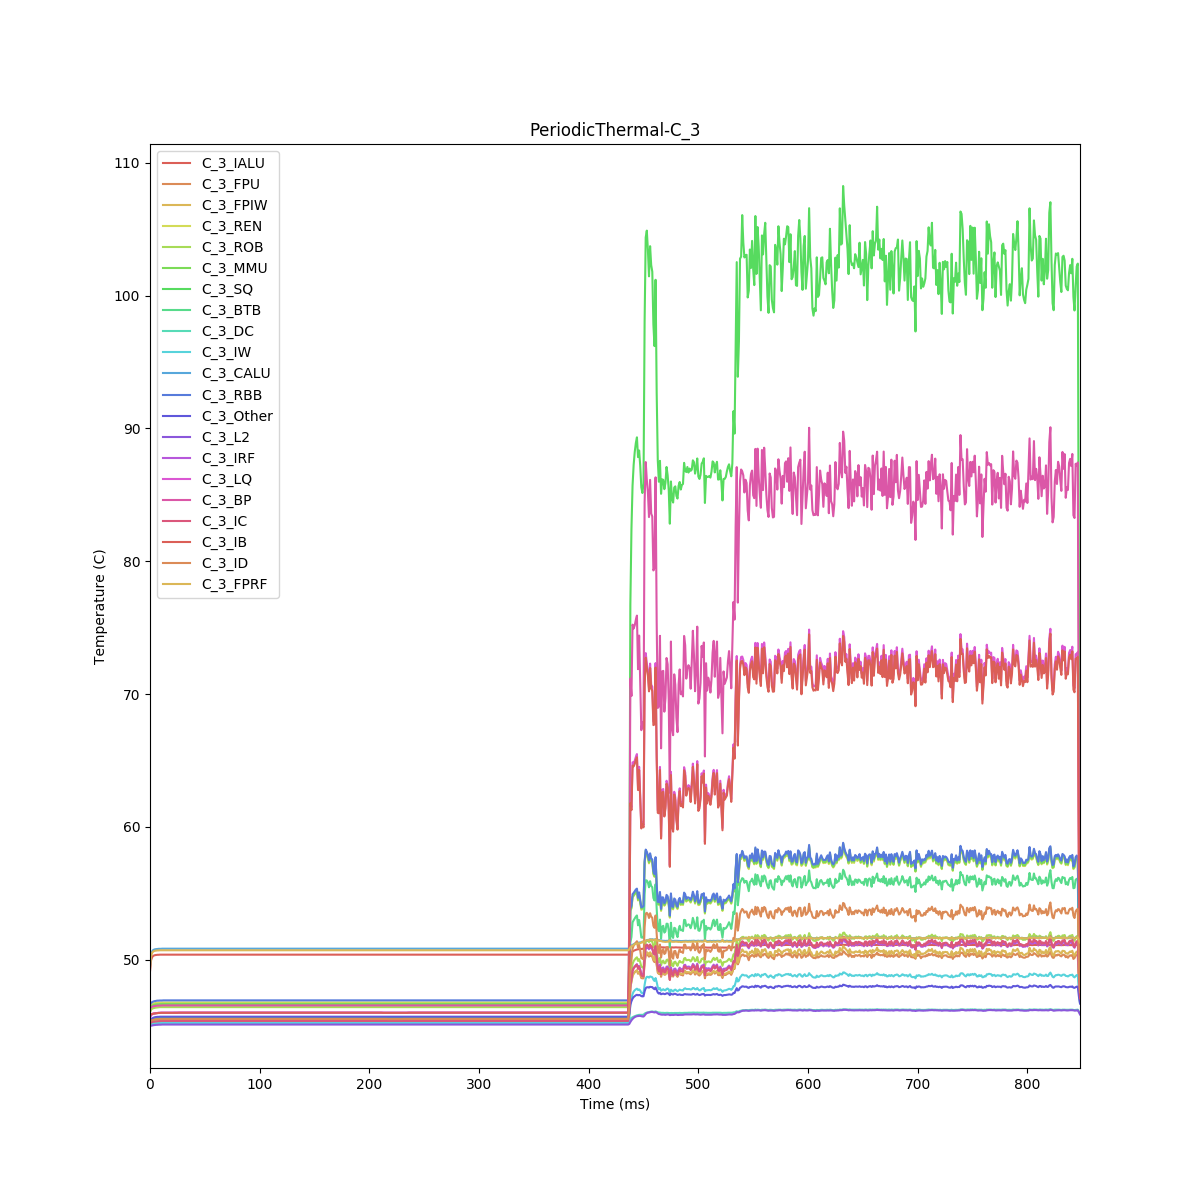 PeriodicThermal-C_3
110
100
90
80
70
60
50
Temperature (C)
C_3_IALU
C_3_FPU
C_3_FPIW
C_3_REN
C_3_ROB
C_3_MMU
C_3_SQ
C_3_BTB
C_3_DC
C_3_IW
C_3_CALU
C_3_RBB
C_3_Other
C_3_L2
C_3_IRF
C_3_LQ
C_3_BP
C_3_IC
C_3_IB
C_3_ID
C_3_FPRF
0 100 200 300 400 500 600 700 800
Time (ms)